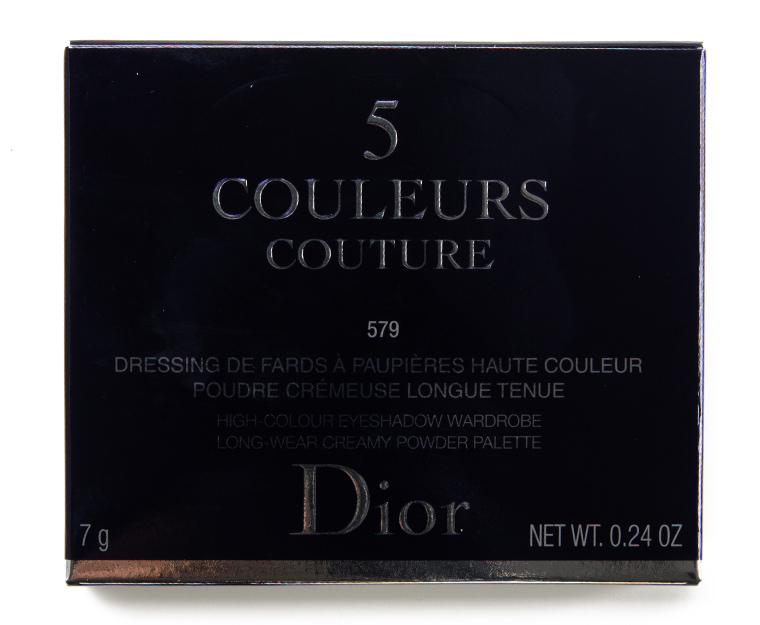 5
COULEURS
COUTURE
579
DRESSING DE FARDS À PAUPIÈRES HAUTE COULEUR
POUDRE CRÉMEUSE LONGUE TENUE
HIGH-COLOUR EYESHADOW WARDROBE
LONG-WEAR CREAMY POWDER PALETTE
Dior
7 g NET WT. 0.24 OZ